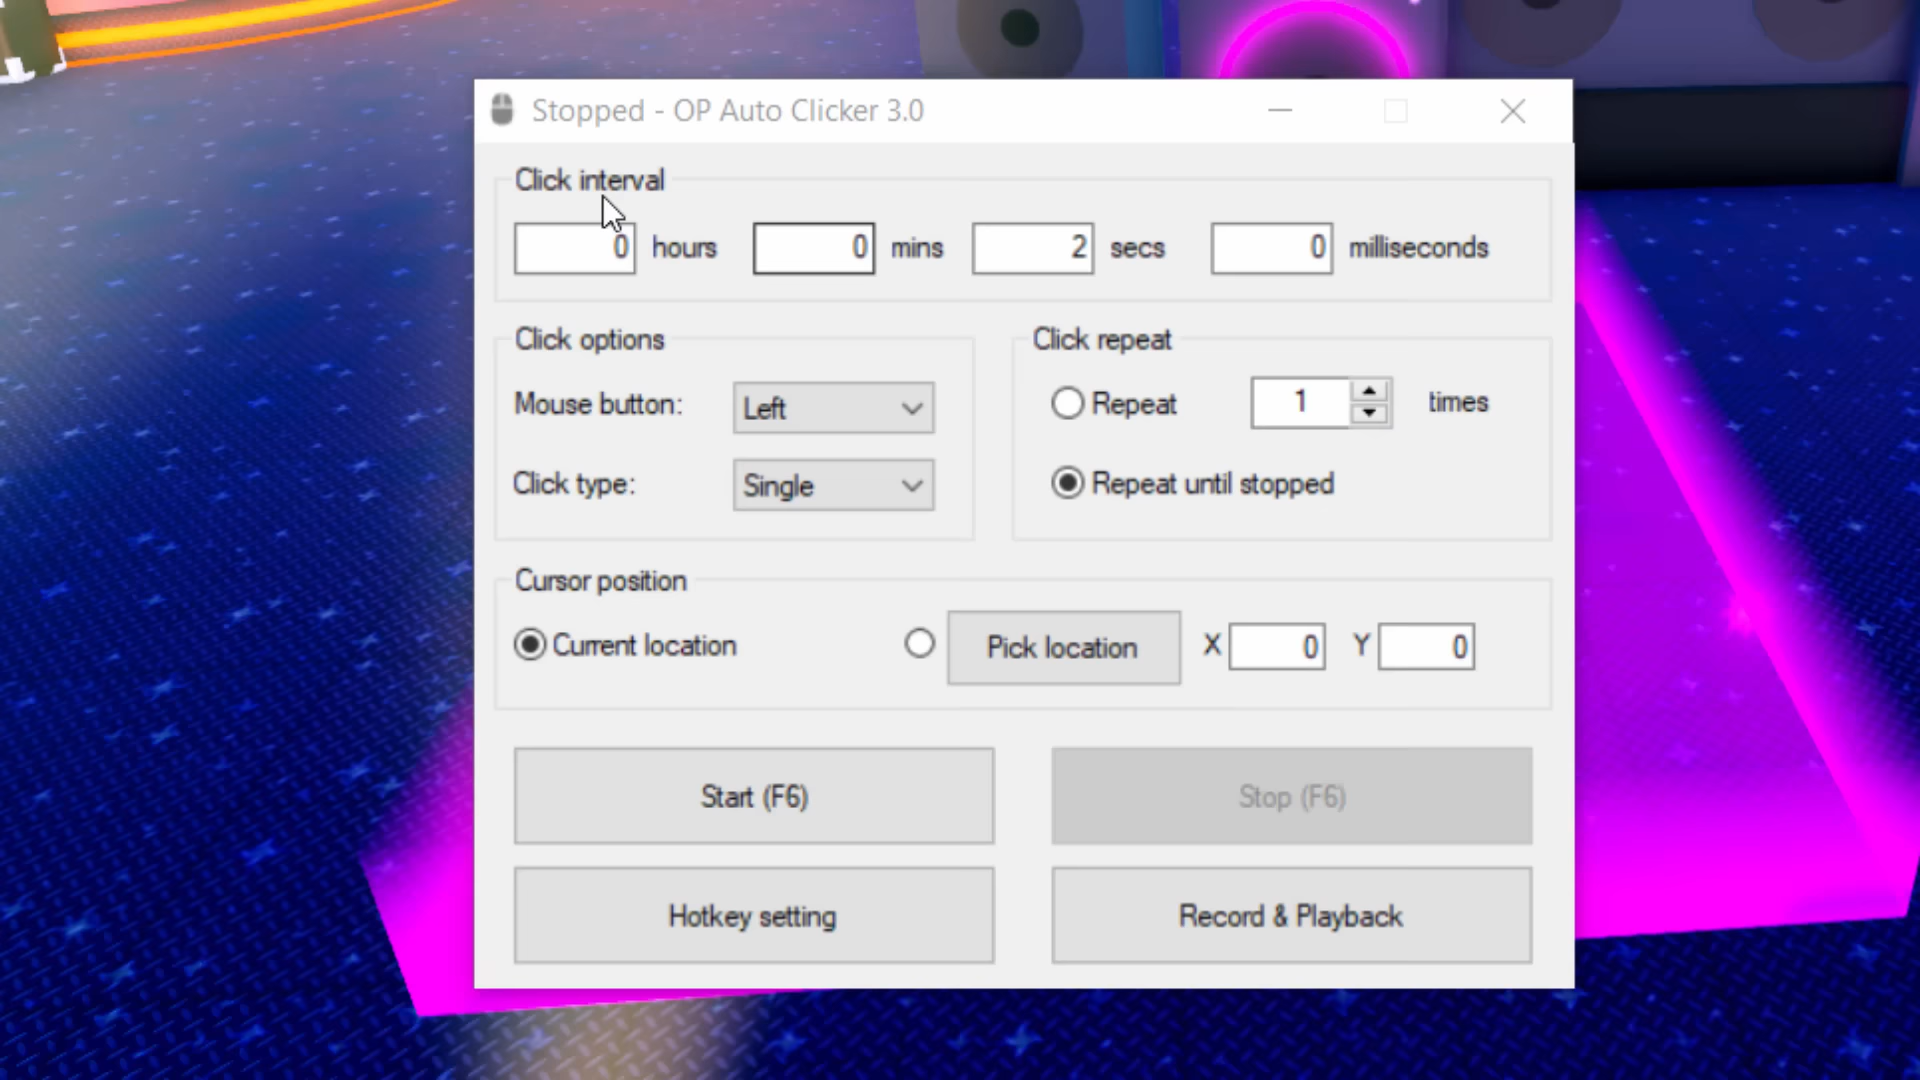 Stopped - OP Auto Clicker 3.0
Click interval
0 hours 0 mins 2 secs 0 milliseconds
Click options
Click repeat
Mouse button: Left
Repeat 1 times
Click type: Single
Repeat until stopped
Cursor position
Current location Pick location X 0 Y 0
Start (F6) Stop (F6)
Hotkey setting Record & Playback